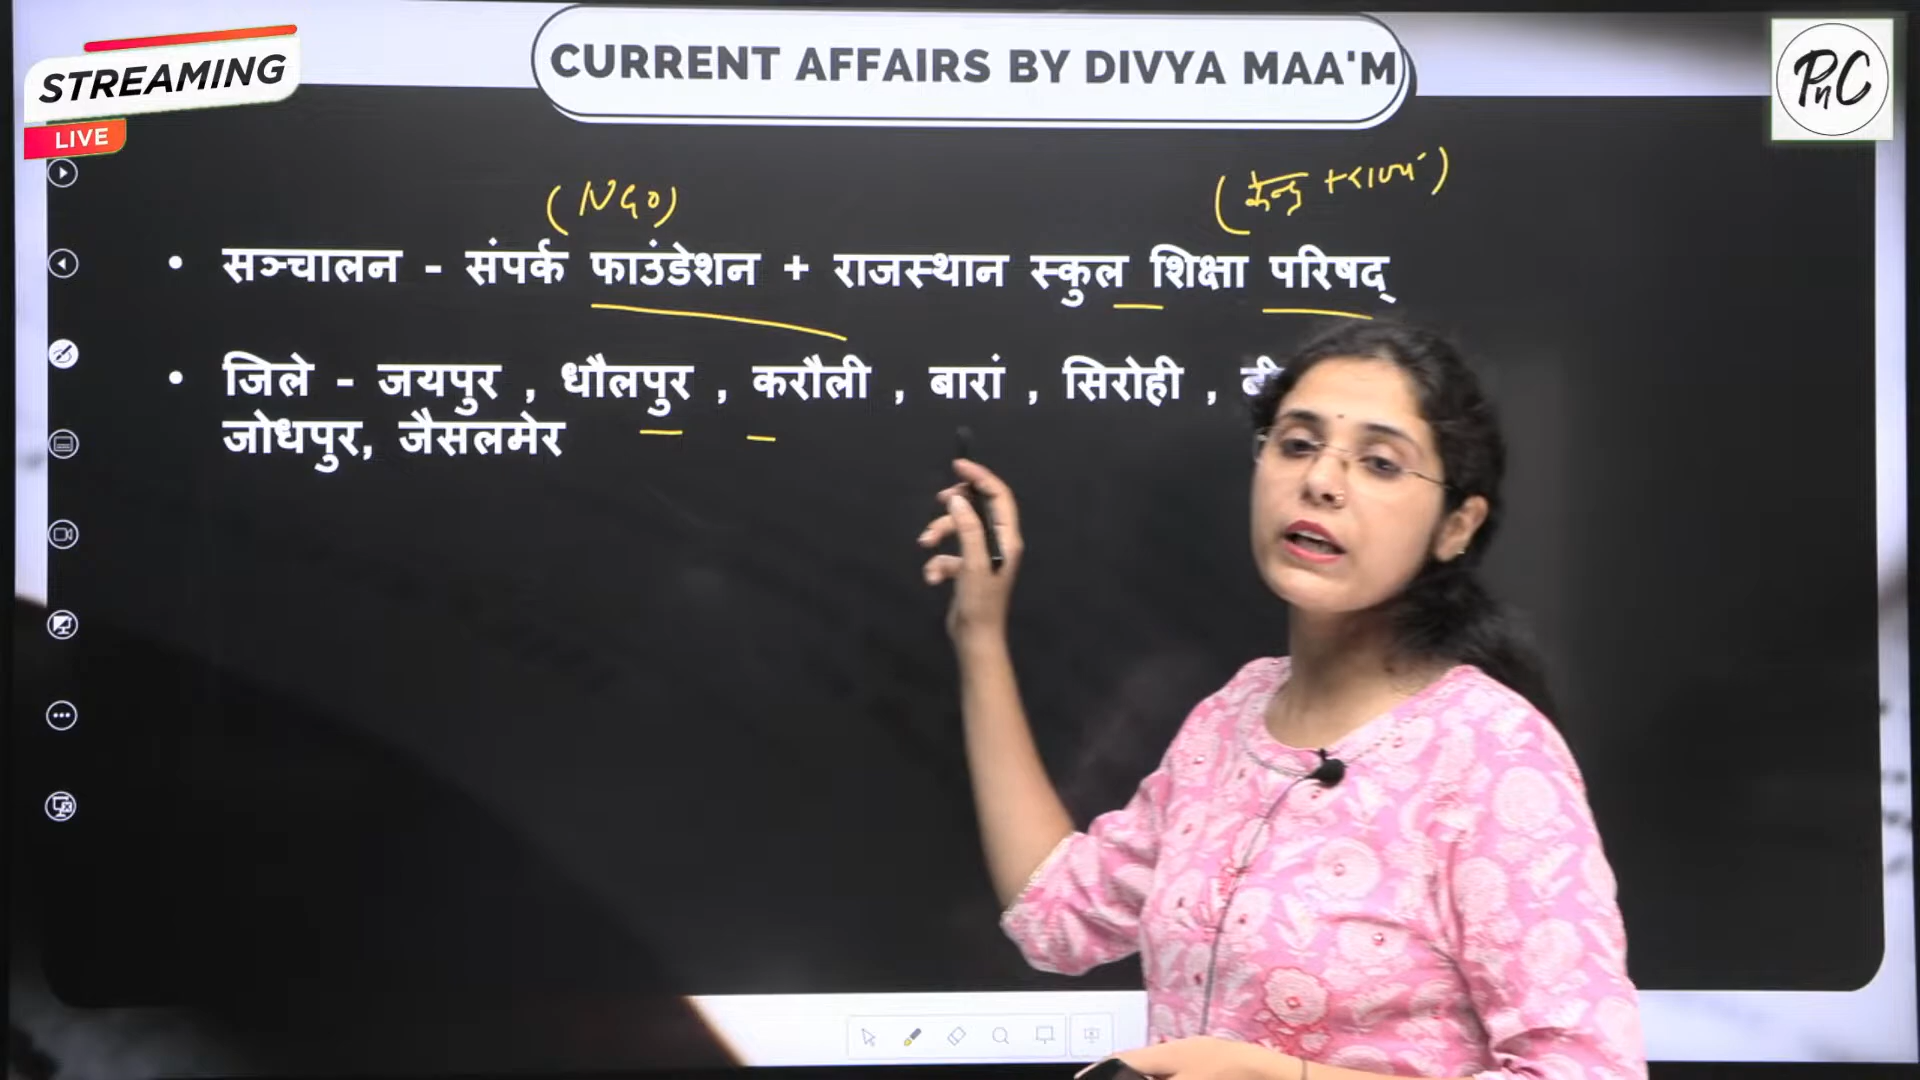 STREAMING
LIVE
CURRENT AFFAIRS BY DIVYA MAA'M
PnC
(NGO)
(केन्द्र + राज्य)
• सञ्चालन - संपर्क फाउंडेशन + राजस्थान स्कुल शिक्षा परिषद्
• जिले - जयपुर , धौलपुर , करौली , बारां , सिरोही ,
जोधपुर, जैसलमेर